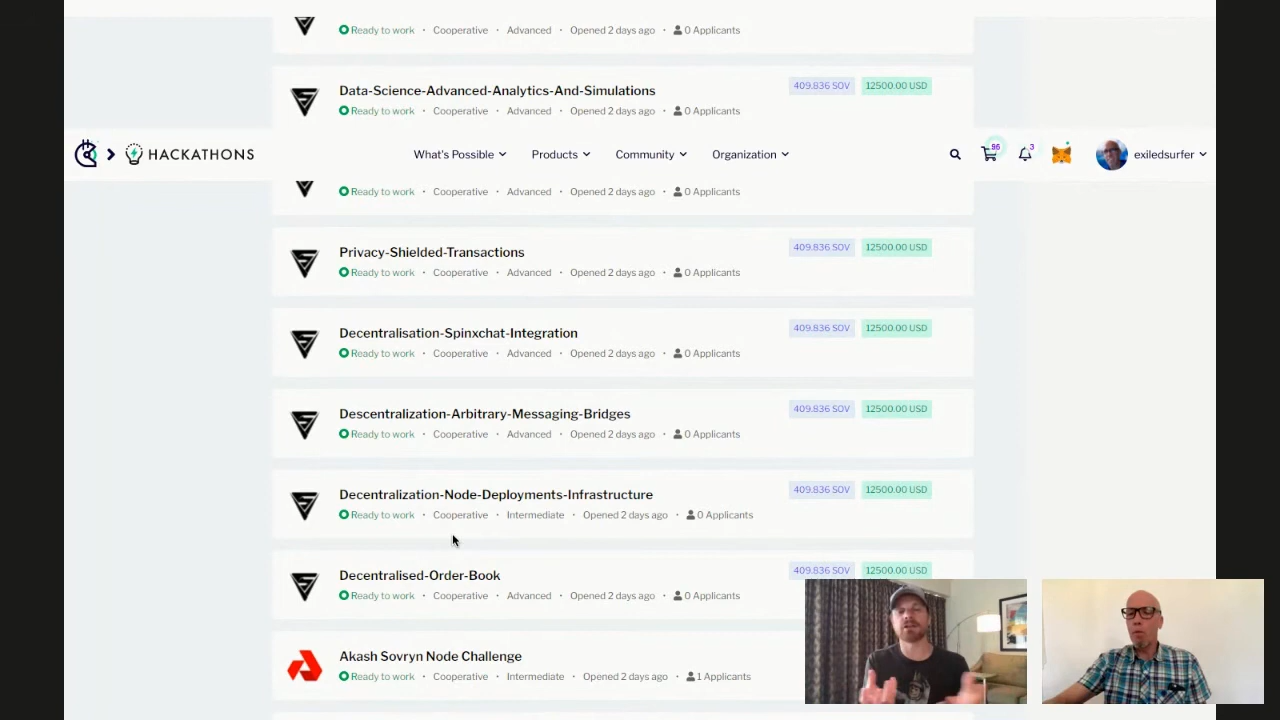 Ready to work • Cooperative • Advanced • Opened 2 days ago • 0 Applicants
Data-Science-Advanced-Analytics-And-Simulations 409.836 SOV 12500.00 USD
Ready to work • Cooperative • Advanced • Opened 2 days ago • 0 Applicants
HACKATHONS What's Possible Products Community Organization 96 3 exiledsurfer
Ready to work • Cooperative • Advanced • Opened 2 days ago • 0 Applicants
Privacy-Shielded-Transactions 409.836 SOV 12500.00 USD
Ready to work • Cooperative • Advanced • Opened 2 days ago • 0 Applicants
Decentralisation-Spinxchat-Integration 409.836 SOV 12500.00 USD
Ready to work • Cooperative • Advanced • Opened 2 days ago • 0 Applicants
Descentralization-Arbitrary-Messaging-Bridges 409.836 SOV 12500.00 USD
Ready to work • Cooperative • Advanced • Opened 2 days ago • 0 Applicants
Decentralization-Node-Deployments-Infrastructure 409.836 SOV 12500.00 USD
Ready to work • Cooperative • Intermediate • Opened 2 days ago • 0 Applicants
Decentralised-Order-Book 409.836 SOV 12500.00 USD
Ready to work • Cooperative • Advanced • Opened 2 days ago • 0 Applicants
Akash Sovryn Node Challenge
Ready to work • Cooperative • Intermediate • Opened 2 days ago • 1 Applicants